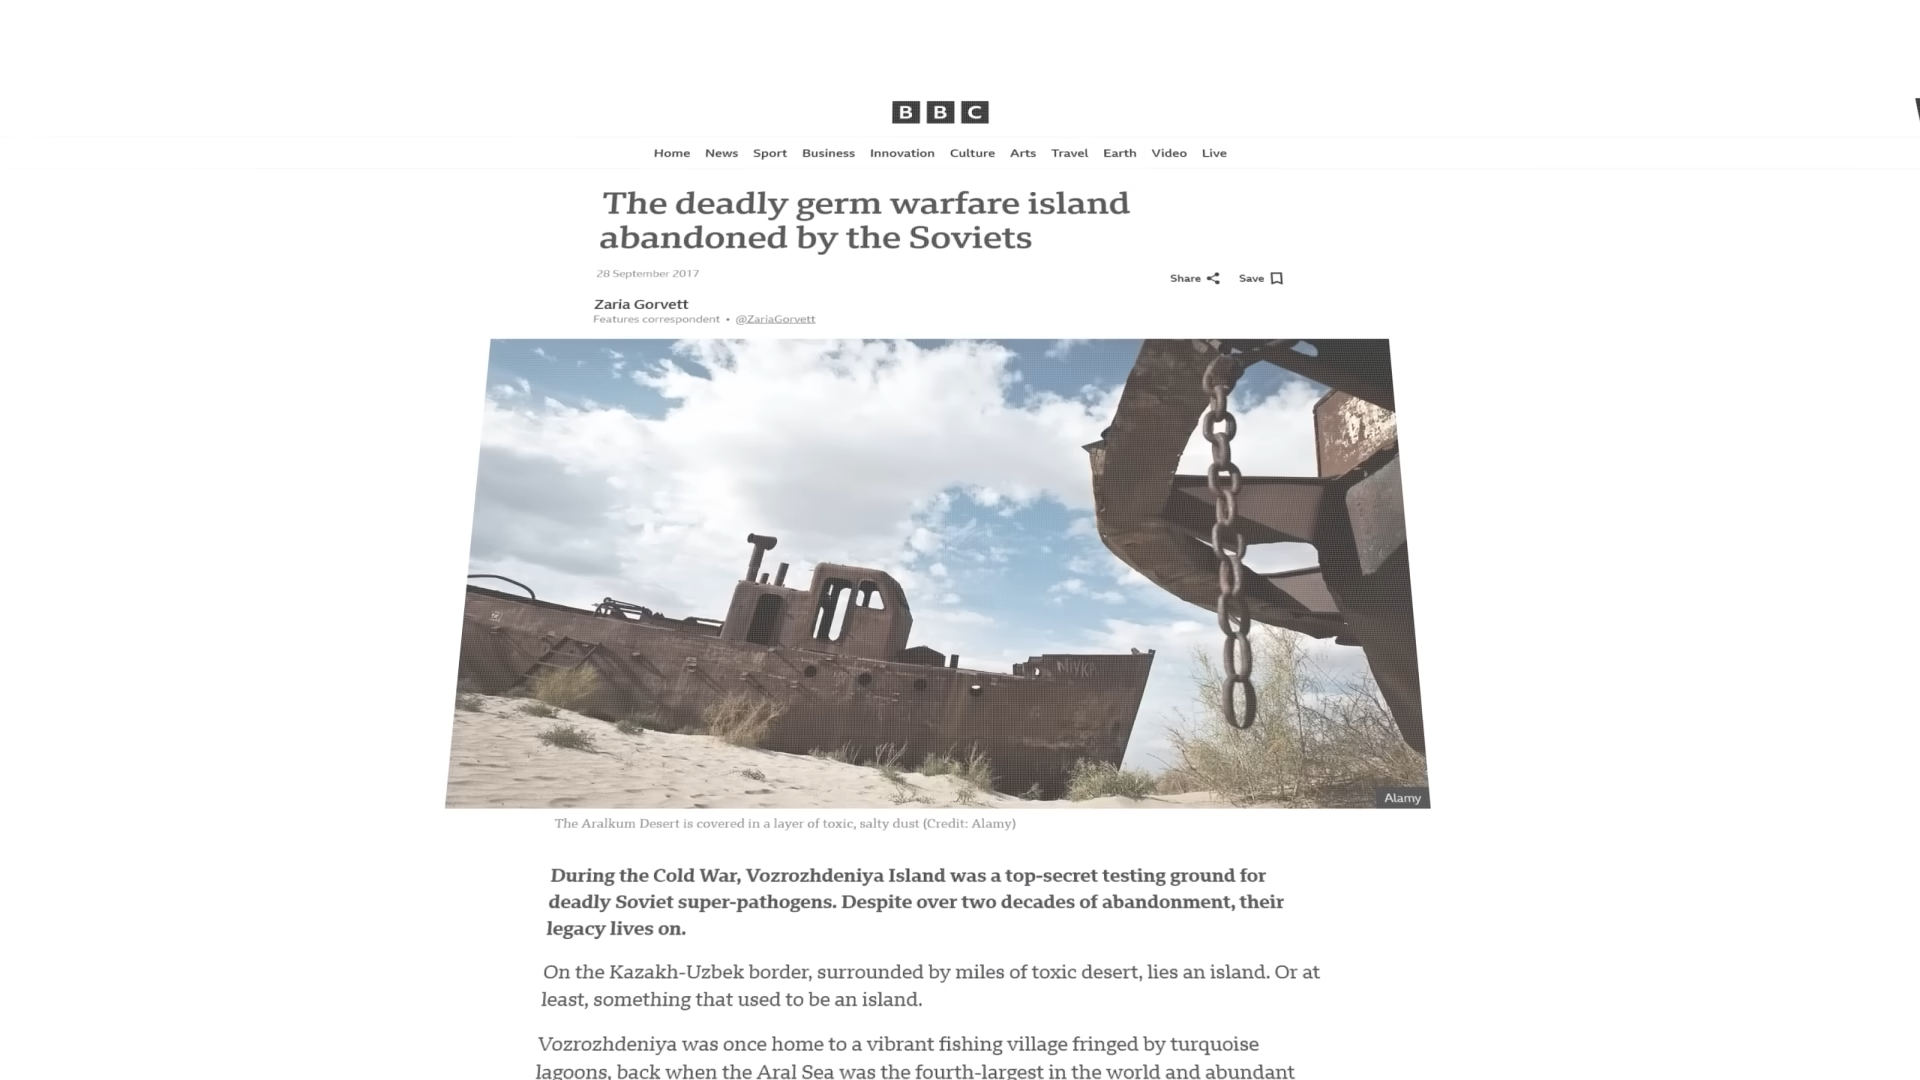 BBC
Home News Sport Business Innovation Culture Arts Travel Earth Video Live
The deadly germ warfare island
abandoned by the Soviets
28 September 2017
Share Save
Zaria Gorvett
Features correspondent • @ZariaGorvett
Alamy
The Aralkum Desert is covered in a layer of toxic, salty dust (Credit: Alamy)
During the Cold War, Vozrozhdeniya Island was a top-secret testing ground for
deadly Soviet super-pathogens. Despite over two decades of abandonment, their
legacy lives on.
On the Kazakh-Uzbek border, surrounded by miles of toxic desert, lies an island. Or at
least, something that used to be an island.
Vozrozhdeniya was once home to a vibrant fishing village fringed by turquoise
lagoons, back when the Aral Sea was the fourth-largest in the world and abundant